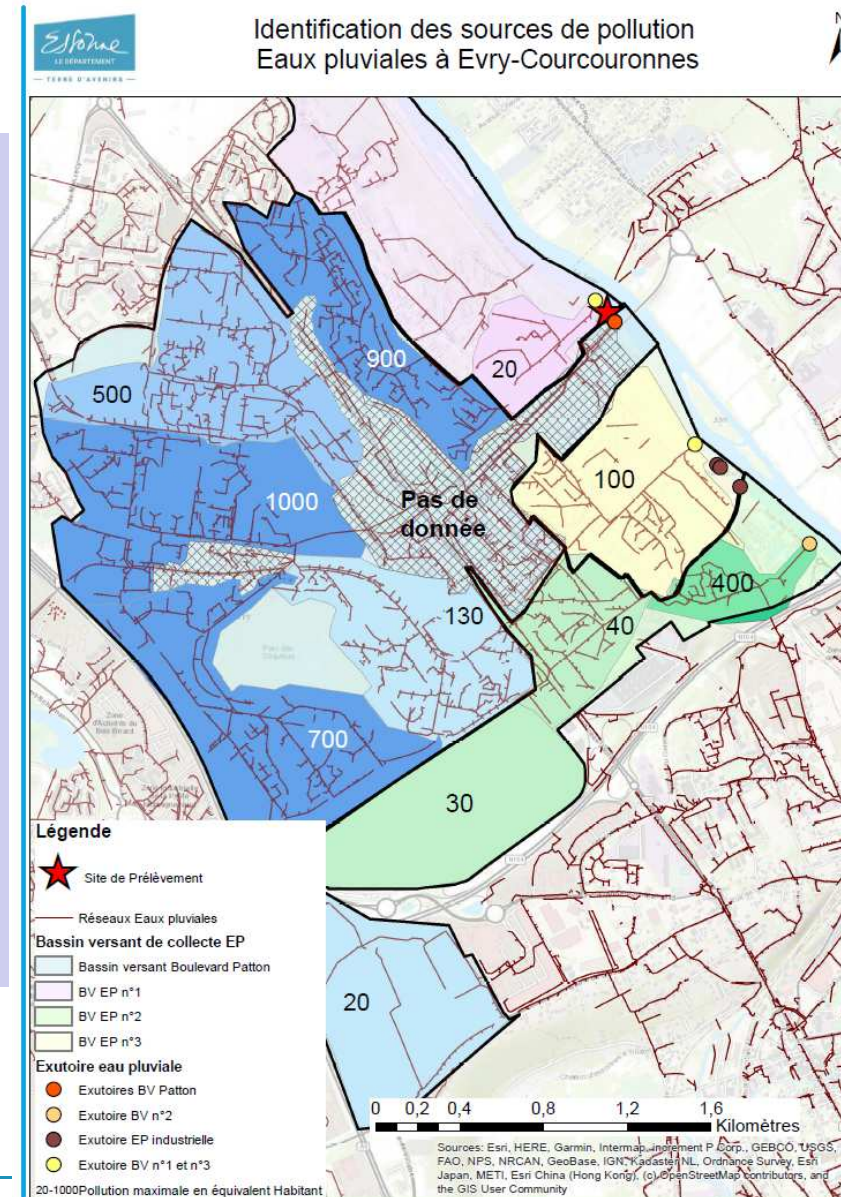 Essonne
LE DÉPARTEMENT
— TERRE D'AVENIRS —
Identification des sources de pollution
Eaux pluviales à Evry-Courcouronnes
N
900
20
500
100
1000
Pas de
donnée
400
130
40
700
30
20
Légende
Site de Prélèvement
Réseaux Eaux pluviales
Bassin versant de collecte EP
Bassin versant Boulevard Patton
BV EP n°1
BV EP n°2
BV EP n°3
Exutoire eau pluviale
Exutoires BV Patton
Exutoire BV n°2
Exutoire EP industrielle
Exutoire BV n°1 et n°3
20-1000Pollution maximale en équivalent Habitant
0 0,2 0,4 0,8 1,2 1,6
Kilomètres
Sources: Esri, HERE, Garmin, Intermap, increment P Corp., GEBCO, USGS,
FAO, NPS, NRCAN, GeoBase, IGN, Kadaster NL, Ordnance Survey, Esri
Japan, METI, Esri China (Hong Kong), (c) OpenStreetMap contributors, and
the GIS User Community